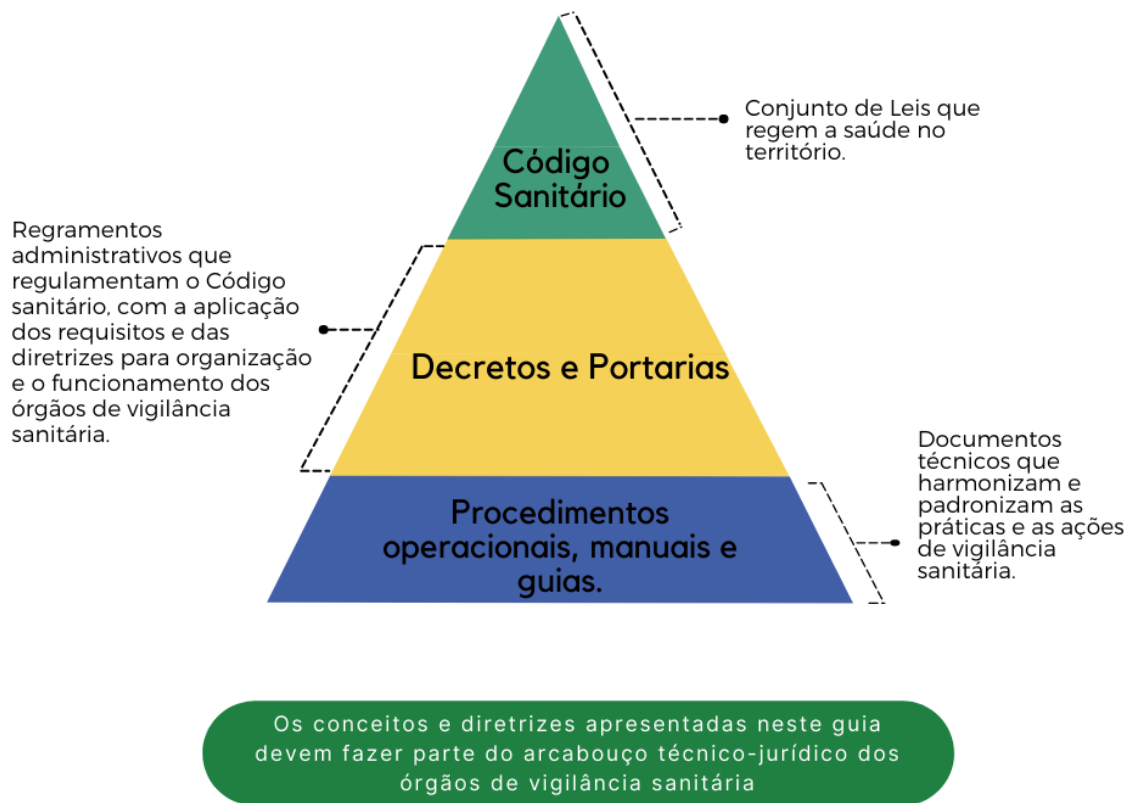 Código
Sanitário
Conjunto de Leis que
regem a saúde no
território.
Regramentos
administrativos que
regulamentam o Código
sanitário, com a aplicação
dos requisitos e das
diretrizes para organização
e o funcionamento dos
órgãos de vigilância
sanitária.
Decretos e Portarias
Procedimentos
operacionais, manuais e
guias.
Documentos
técnicos que
harmonizam e
padronizam as
práticas e as ações
de vigilância
sanitária.
Os conceitos e diretrizes apresentadas neste guia
devem fazer parte do arcabouço técnico-jurídico dos
órgãos de vigilância sanitária